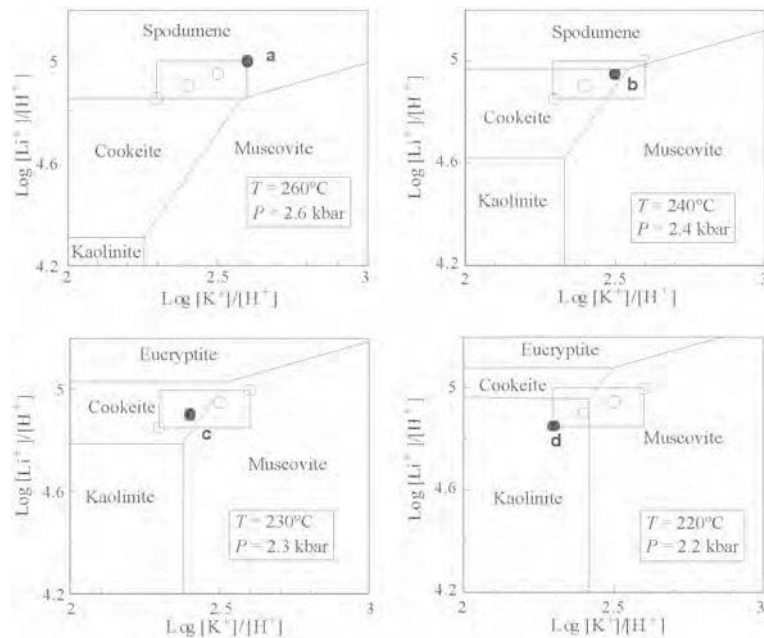 Spodumene
a
5
Cookeite
Muscovite
4.6
T = 260°C
P = 2.6 kbar
Kaolinite
4.2
2
2.5
3
Log [K⁺]/[H⁺]
Log [Li⁺]/[H⁺]
Spodumene
5
b
Cookeite
4.6
Muscovite
Kaolinite
T = 240°C
P = 2.4 kbar
4.2
2
2.5
3
Log [K⁺]/[H⁺]
Log [Li⁺]/[H⁺]
Eucryptite
5
Cookeite
c
Muscovite
Kaolinite
4.6
T = 230°C
P = 2.3 kbar
4.2
2
2.5
3
Log [K⁺]/[H⁺]
Log [Li⁺]/[H⁺]
Eucryptite
5
Cookeite
d
Muscovite
Kaolinite
4.6
T = 220°C
P = 2.2 kbar
4.2
2
2.5
3
Log [K⁺]/[H⁺]
Log [Li⁺]/[H⁺]